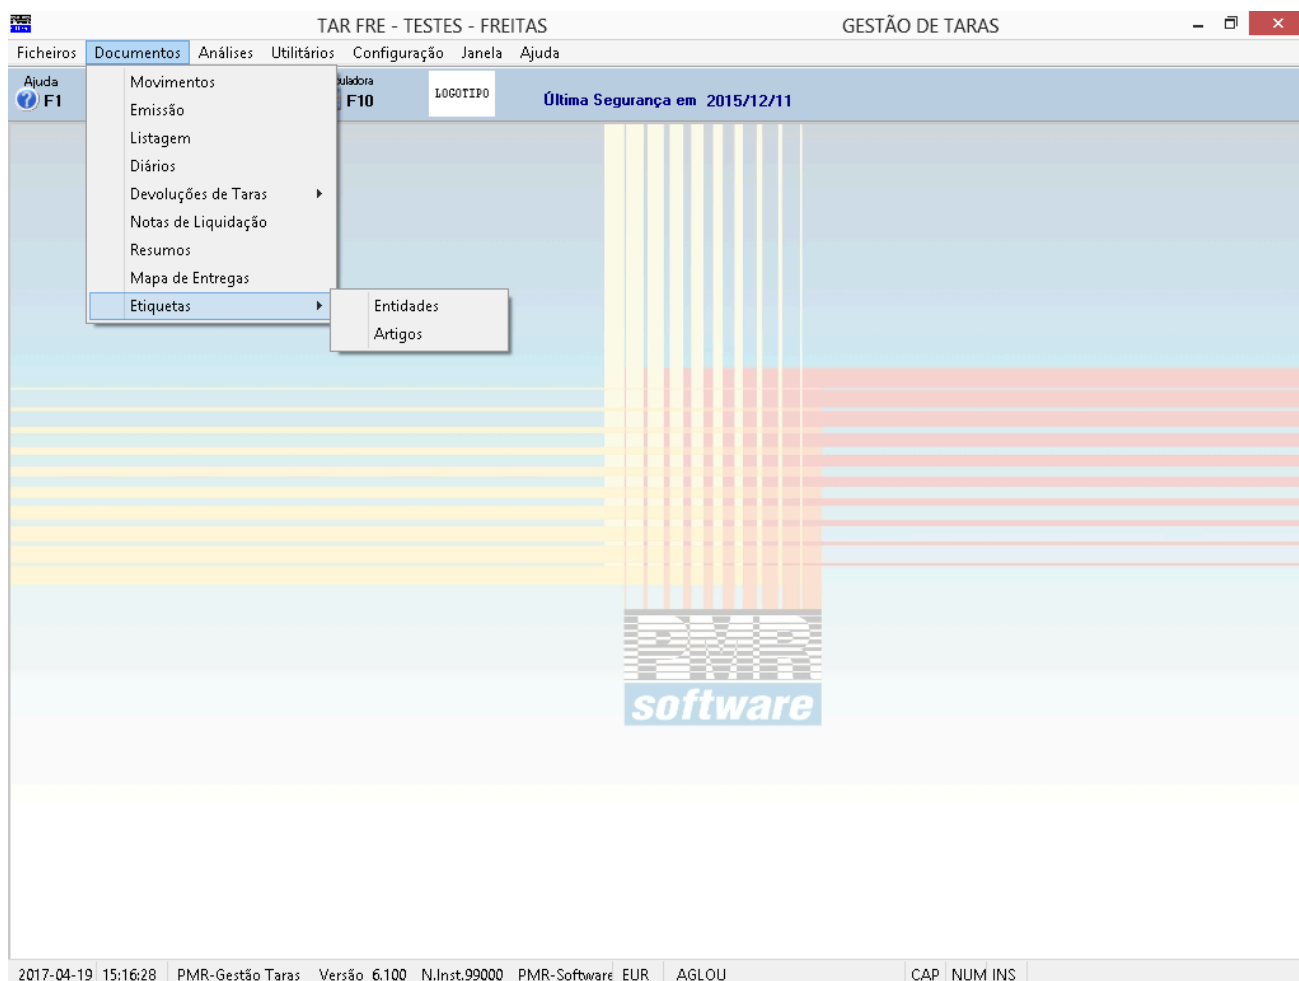 TAR FRE - TESTES - FREITAS GESTÃO DE TARAS
Ficheiros Documentos Análises Utilitários Configuração Janela Ajuda
Ajuda
F1
F10
LOGOTIPO
Última Segurança em 2015/12/11
Movimentos
Emissão
Listagem
Diários
Devoluções de Taras
Notas de Liquidação
Resumos
Mapa de Entregas
Etiquetas
Entidades
Artigos
PMR
software
2017-04-19 15:16:28 PMR-Gestão Taras Versão 6.100 N.Inst.99000 PMR-Software EUR AGLOU CAP NUM INS